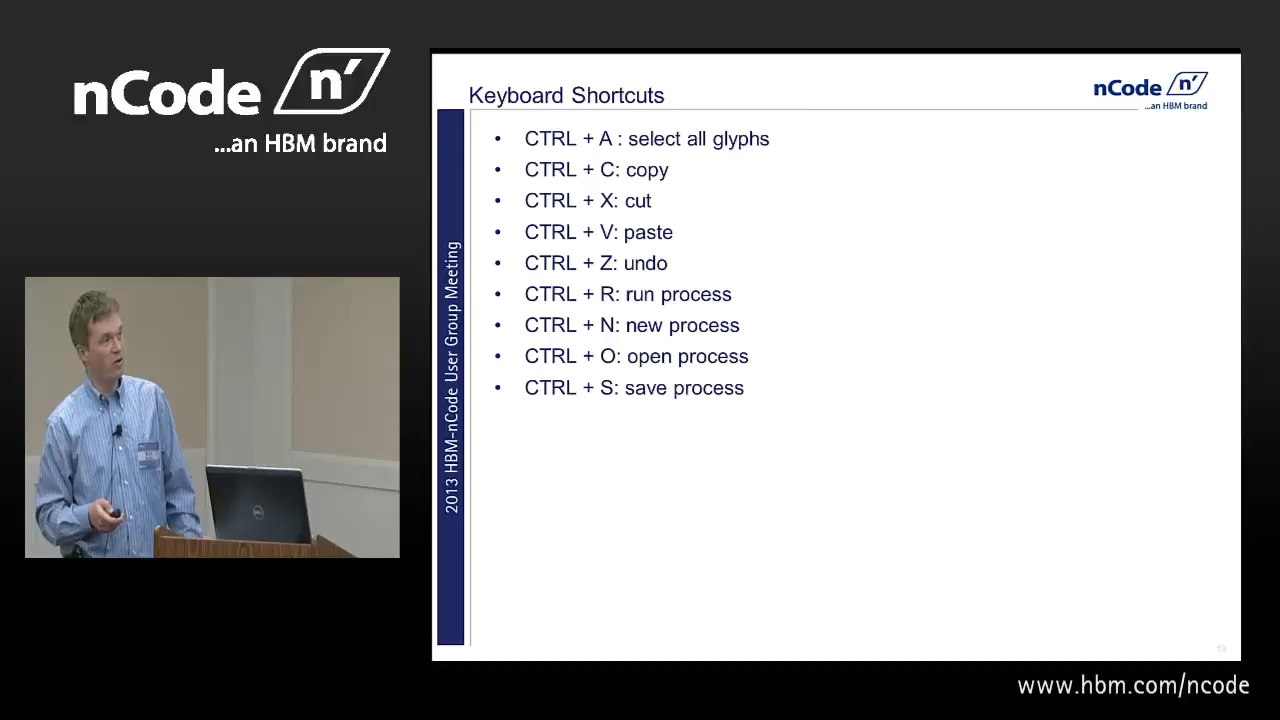 nCode n'
...an HBM brand
Keyboard Shortcuts
nCode n'
...an HBM brand
2013 HBM-nCode User Group Meeting
• CTRL + A : select all glyphs
• CTRL + C: copy
• CTRL + X: cut
• CTRL + V: paste
• CTRL + Z: undo
• CTRL + R: run process
• CTRL + N: new process
• CTRL + O: open process
• CTRL + S: save process
13
DELL
www.hbm.com/ncode